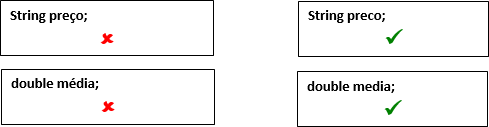 String preço;
String preco;
double média;
double media;